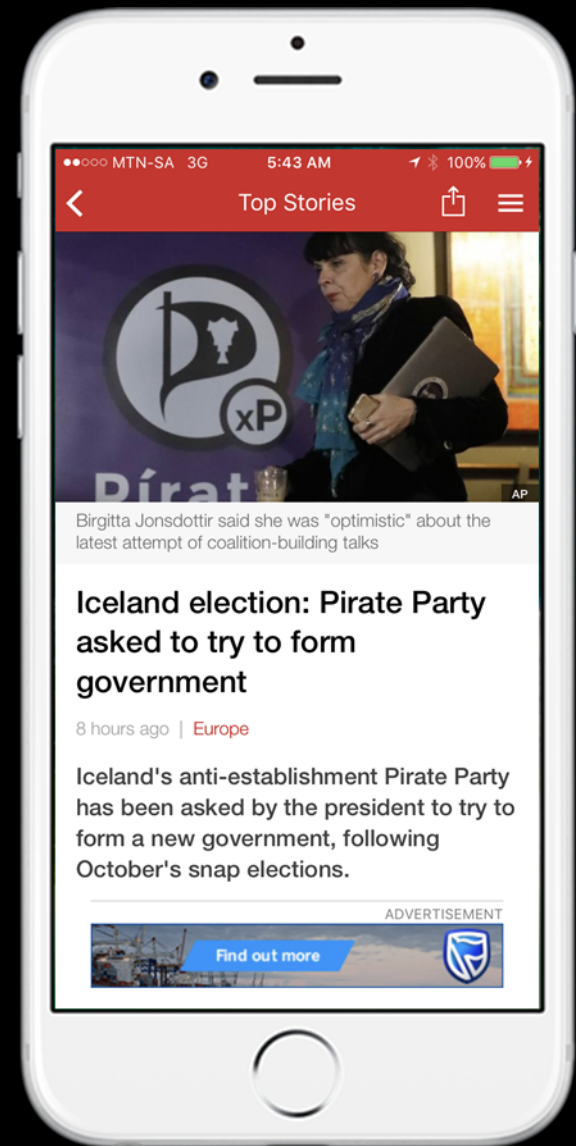 MTN-SA 3G 5:43 AM 100%
Top Stories
xP
Pírat
AP
Birgitta Jonsdottir said she was "optimistic" about the
latest attempt of coalition-building talks
Iceland election: Pirate Party
asked to try to form
government
8 hours ago | Europe
Iceland's anti-establishment Pirate Party
has been asked by the president to try to
form a new government, following
October's snap elections.
ADVERTISEMENT
Find out more